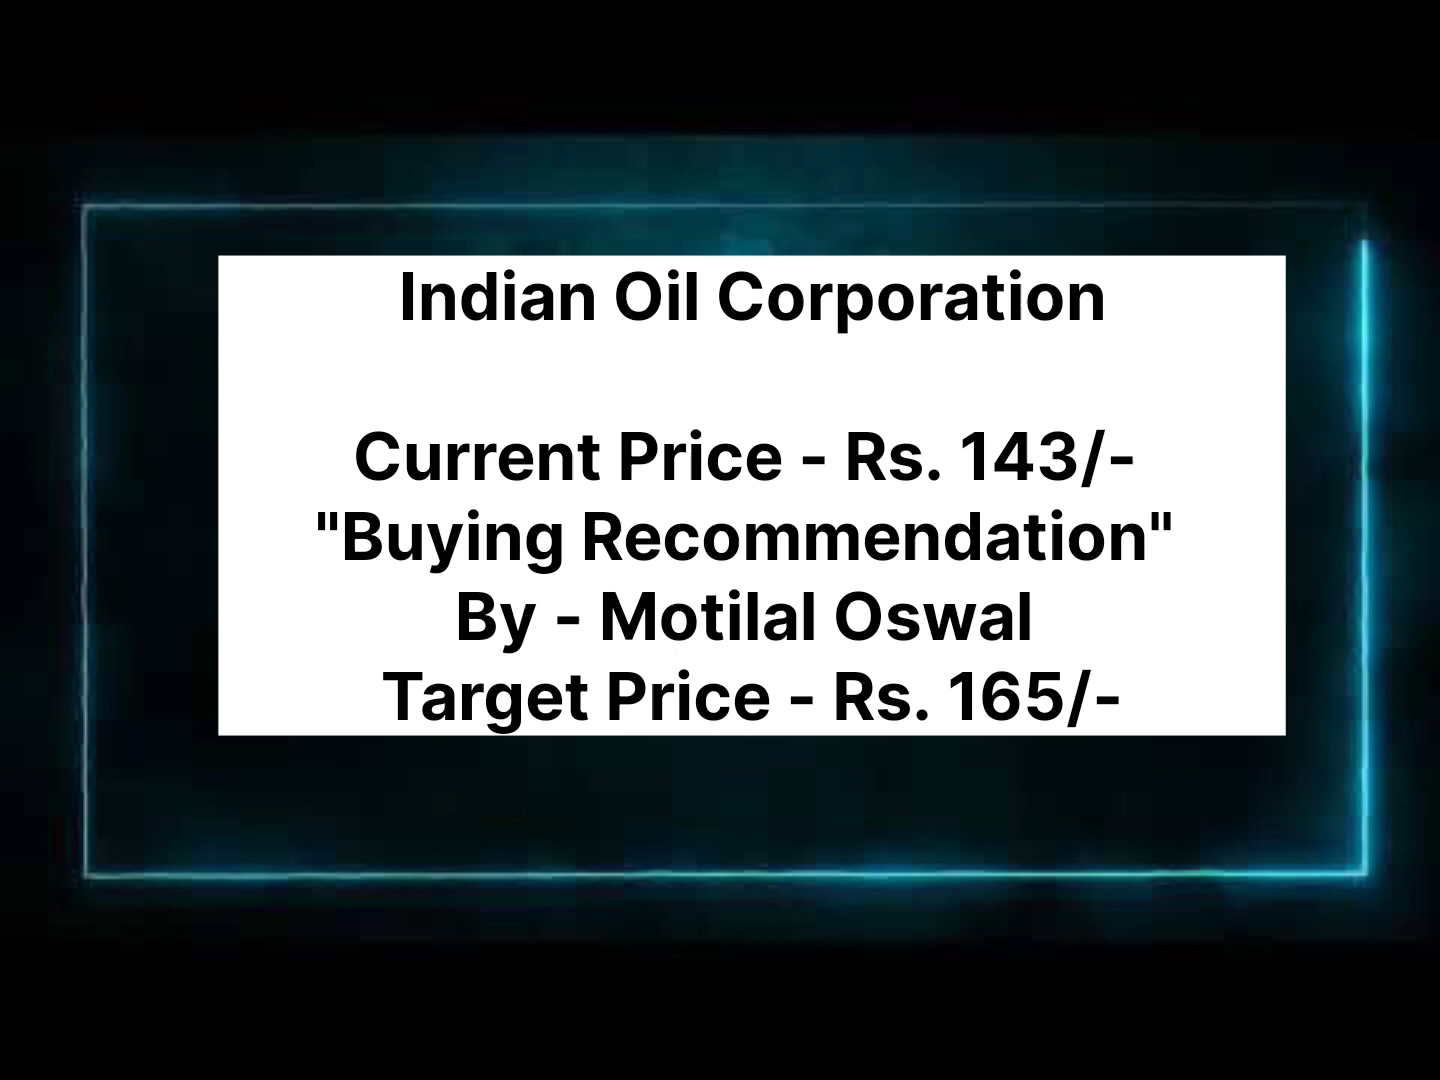 Indian Oil Corporation
Current Price - Rs. 143/-
"Buying Recommendation"
By - Motilal Oswal
Target Price - Rs. 165/-